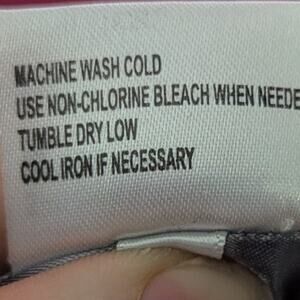 MACHINE WASH COLD
USE NON-CHLORINE BLEACH WHEN NEEDE
TUMBLE DRY LOW
COOL IRON IF NECESSARY